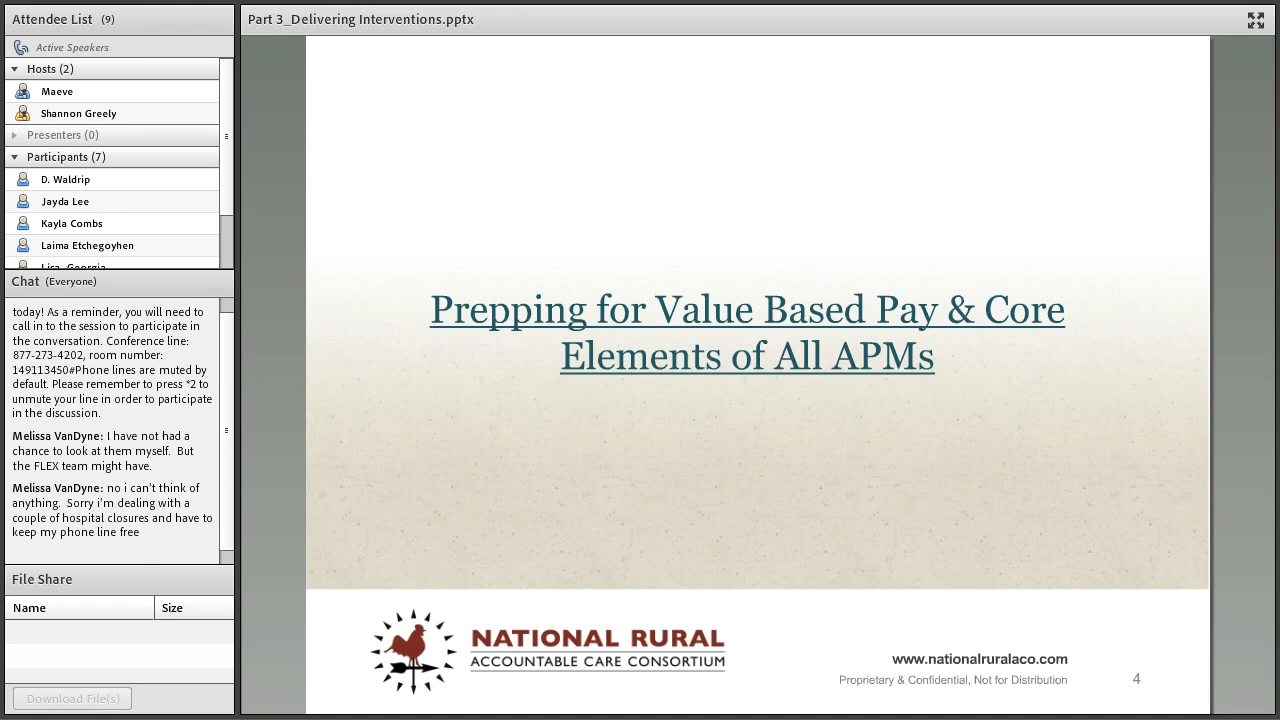 Attendee List (9)
Active Speakers
Hosts (2)
Maeve
Shannon Greely
Presenters (0)
Participants (7)
D. Waldrip
Jayda Lee
Kayla Combs
Laima Etchegoyhen
Chat (Everyone)
today! As a reminder, you will need to
call in to the session to participate in
the conversation. Conference line:
877-273-4202, room number:
149113450#Phone lines are muted by
default. Please remember to press *2 to
unmute your line in order to participate
in the discussion.
Melissa VanDyne: I have not had a
chance to look at them myself. But
the FLEX team might have.
Melissa VanDyne: no i can't think of
anything. Sorry i'm dealing with a
couple of hospital closures and have to
keep my phone line free
File Share
Name Size
Download File(s)
Part 3_Delivering Interventions.pptx
Prepping for Value Based Pay & Core
Elements of All APMs
NATIONAL RURAL
ACCOUNTABLE CARE CONSORTIUM
www.nationalruralaco.com
Proprietary & Confidential, Not for Distribution
4